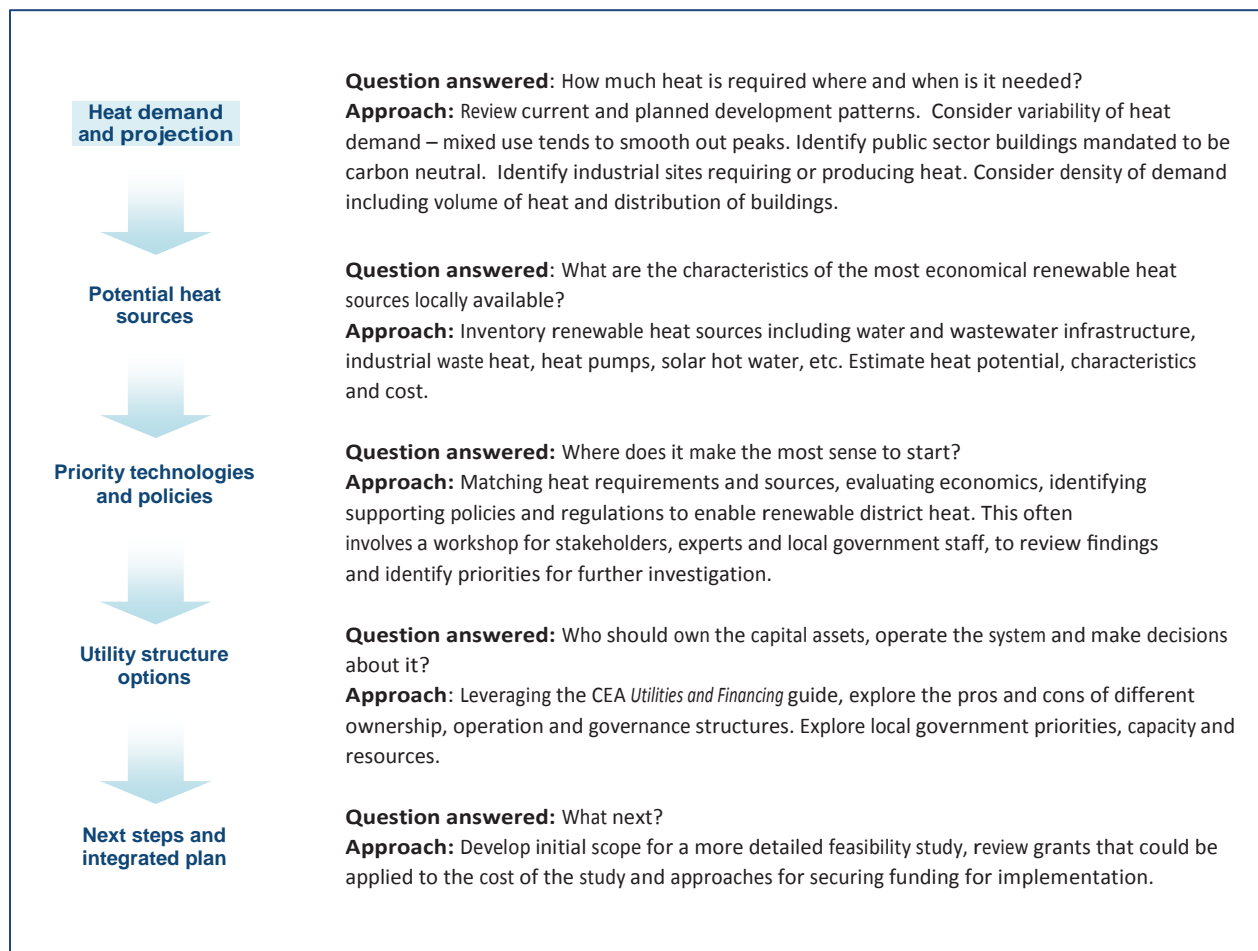 Heat demand
and projection
Question answered: How much heat is required where and when is it needed?
Approach: Review current and planned development patterns. Consider variability of heat
demand – mixed use tends to smooth out peaks. Identify public sector buildings mandated to be
carbon neutral. Identify industrial sites requiring or producing heat. Consider density of demand
including volume of heat and distribution of buildings.
Potential heat
sources
Question answered: What are the characteristics of the most economical renewable heat
sources locally available?
Approach: Inventory renewable heat sources including water and wastewater infrastructure,
industrial waste heat, heat pumps, solar hot water, etc. Estimate heat potential, characteristics
and cost.
Priority technologies
and policies
Question answered: Where does it make the most sense to start?
Approach: Matching heat requirements and sources, evaluating economics, identifying
supporting policies and regulations to enable renewable district heat. This often
involves a workshop for stakeholders, experts and local government staff, to review findings
and identify priorities for further investigation.
Utility structure
options
Question answered: Who should own the capital assets, operate the system and make decisions
about it?
Approach: Leveraging the CEA Utilities and Financing guide, explore the pros and cons of different
ownership, operation and governance structures. Explore local government priorities, capacity and
resources.
Next steps and
integrated plan
Question answered: What next?
Approach: Develop initial scope for a more detailed feasibility study, review grants that could be
applied to the cost of the study and approaches for securing funding for implementation.